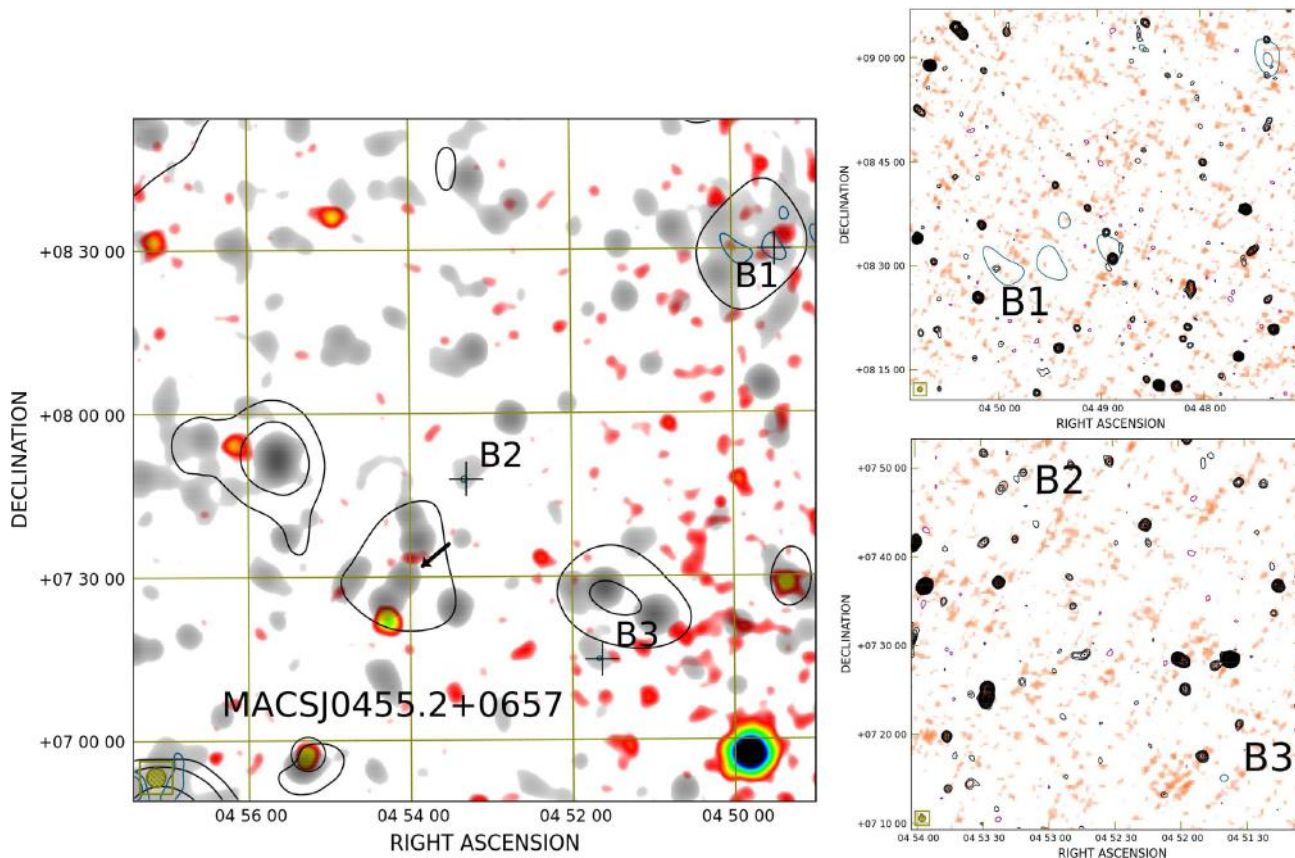 +08 30 00
+08 00 00
+07 30 00
+07 00 00
DECLINATION
B1
B2
B3
MACSJ0455.2+0657
04 56 00
04 54 00
04 52 00
04 50 00
RIGHT ASCENSION
+09 00 00
+08 45 00
+08 30 00
+08 15 00
DECLINATION
B1
04 50 00
04 49 00
04 48 00
RIGHT ASCENSION
+07 50 00
+07 40 00
+07 30 00
+07 20 00
+07 10 00
DECLINATION
B2
B3
04 54 00
04 53 30
04 53 00
04 52 30
04 52 00
04 51 30
RIGHT ASCENSION